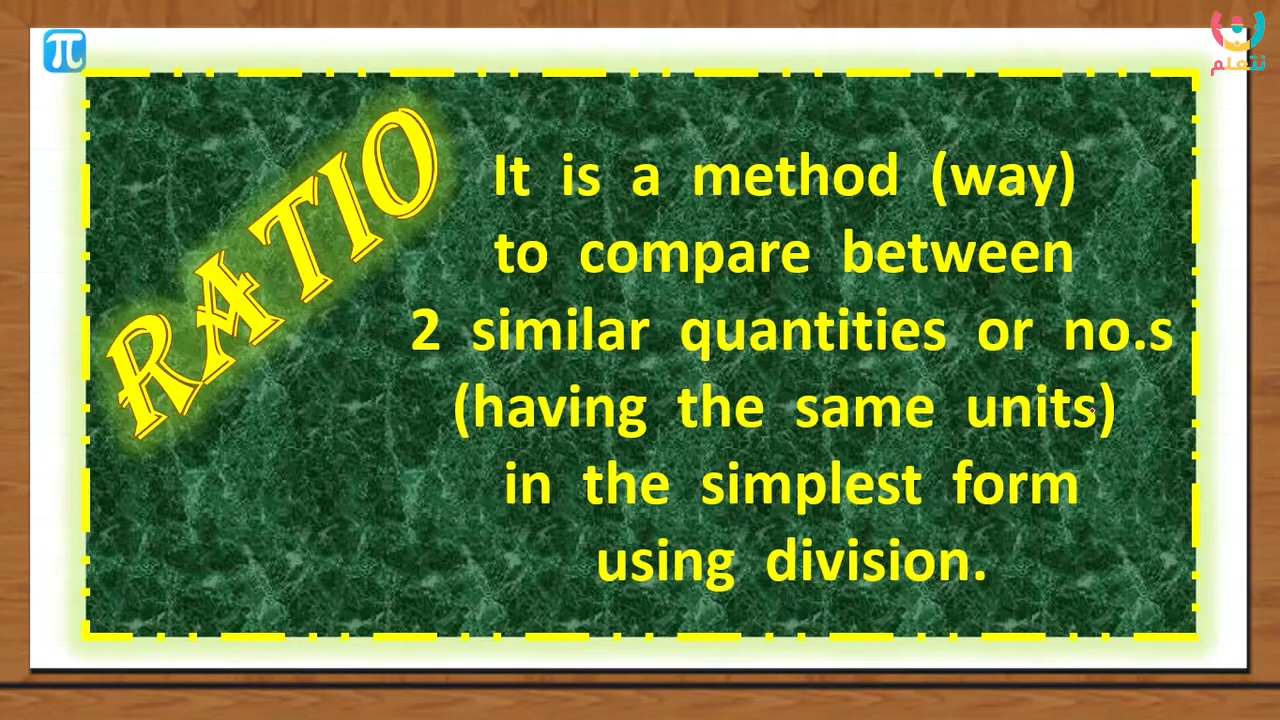 π
نتعلم
RATIO
It is a method (way)
to compare between
2 similar quantities or no.s
(having the same units)
in the simplest form
using division.